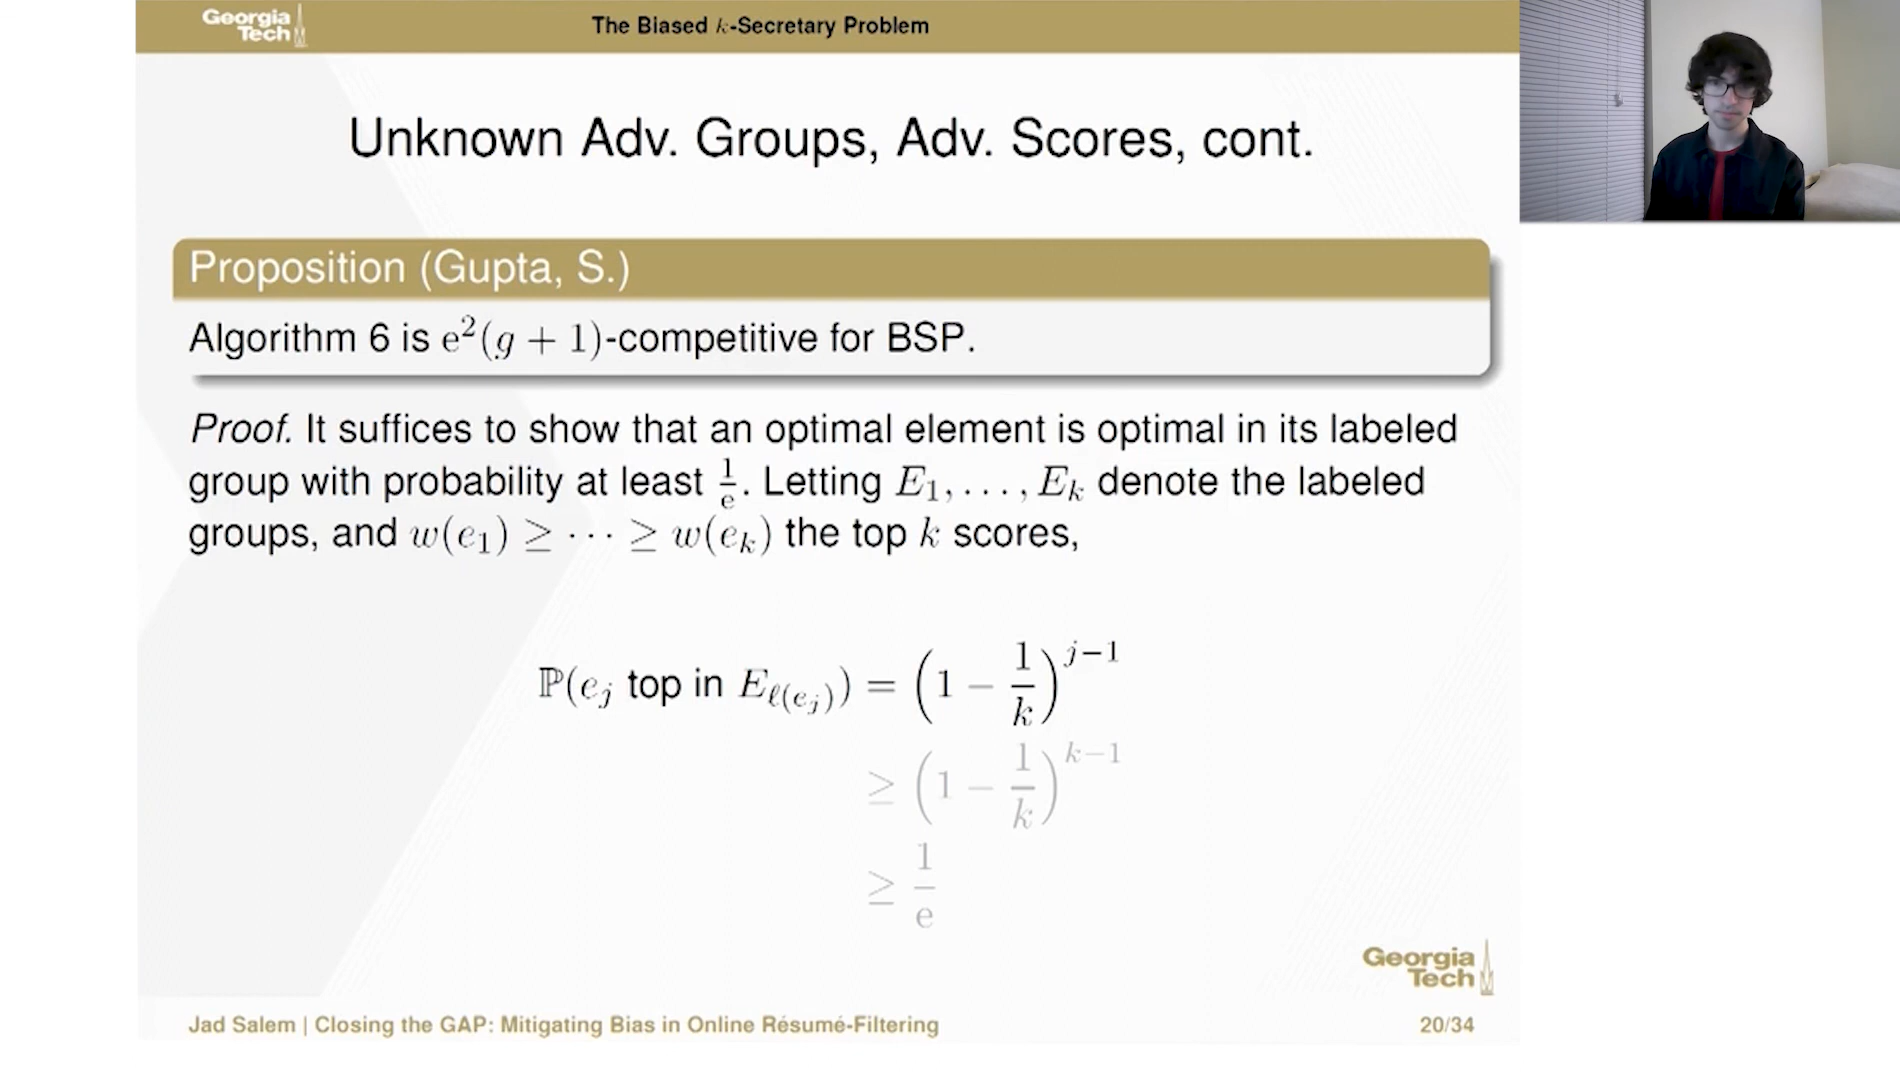 Georgia
Tech
The Biased k-Secretary Problem
Unknown Adv. Groups, Adv. Scores, cont.
Proposition (Gupta, S.)
Algorithm 6 is e²(g + 1)-competitive for BSP.
Proof. It suffices to show that an optimal element is optimal in its labeled
group with probability at least 1/e. Letting E₁, . . . , Eₖ denote the labeled
groups, and w(e₁) ≥ · · · ≥ w(eₖ) the top k scores,
ℙ(eⱼ top in E_{ℓ(eⱼ)}) = (1 − 1/k)^{j−1}
≥ (1 − 1/k)^{k−1}
≥ 1/e
Georgia
Tech
Jad Salem | Closing the GAP: Mitigating Bias in Online Résumé-Filtering
20/34